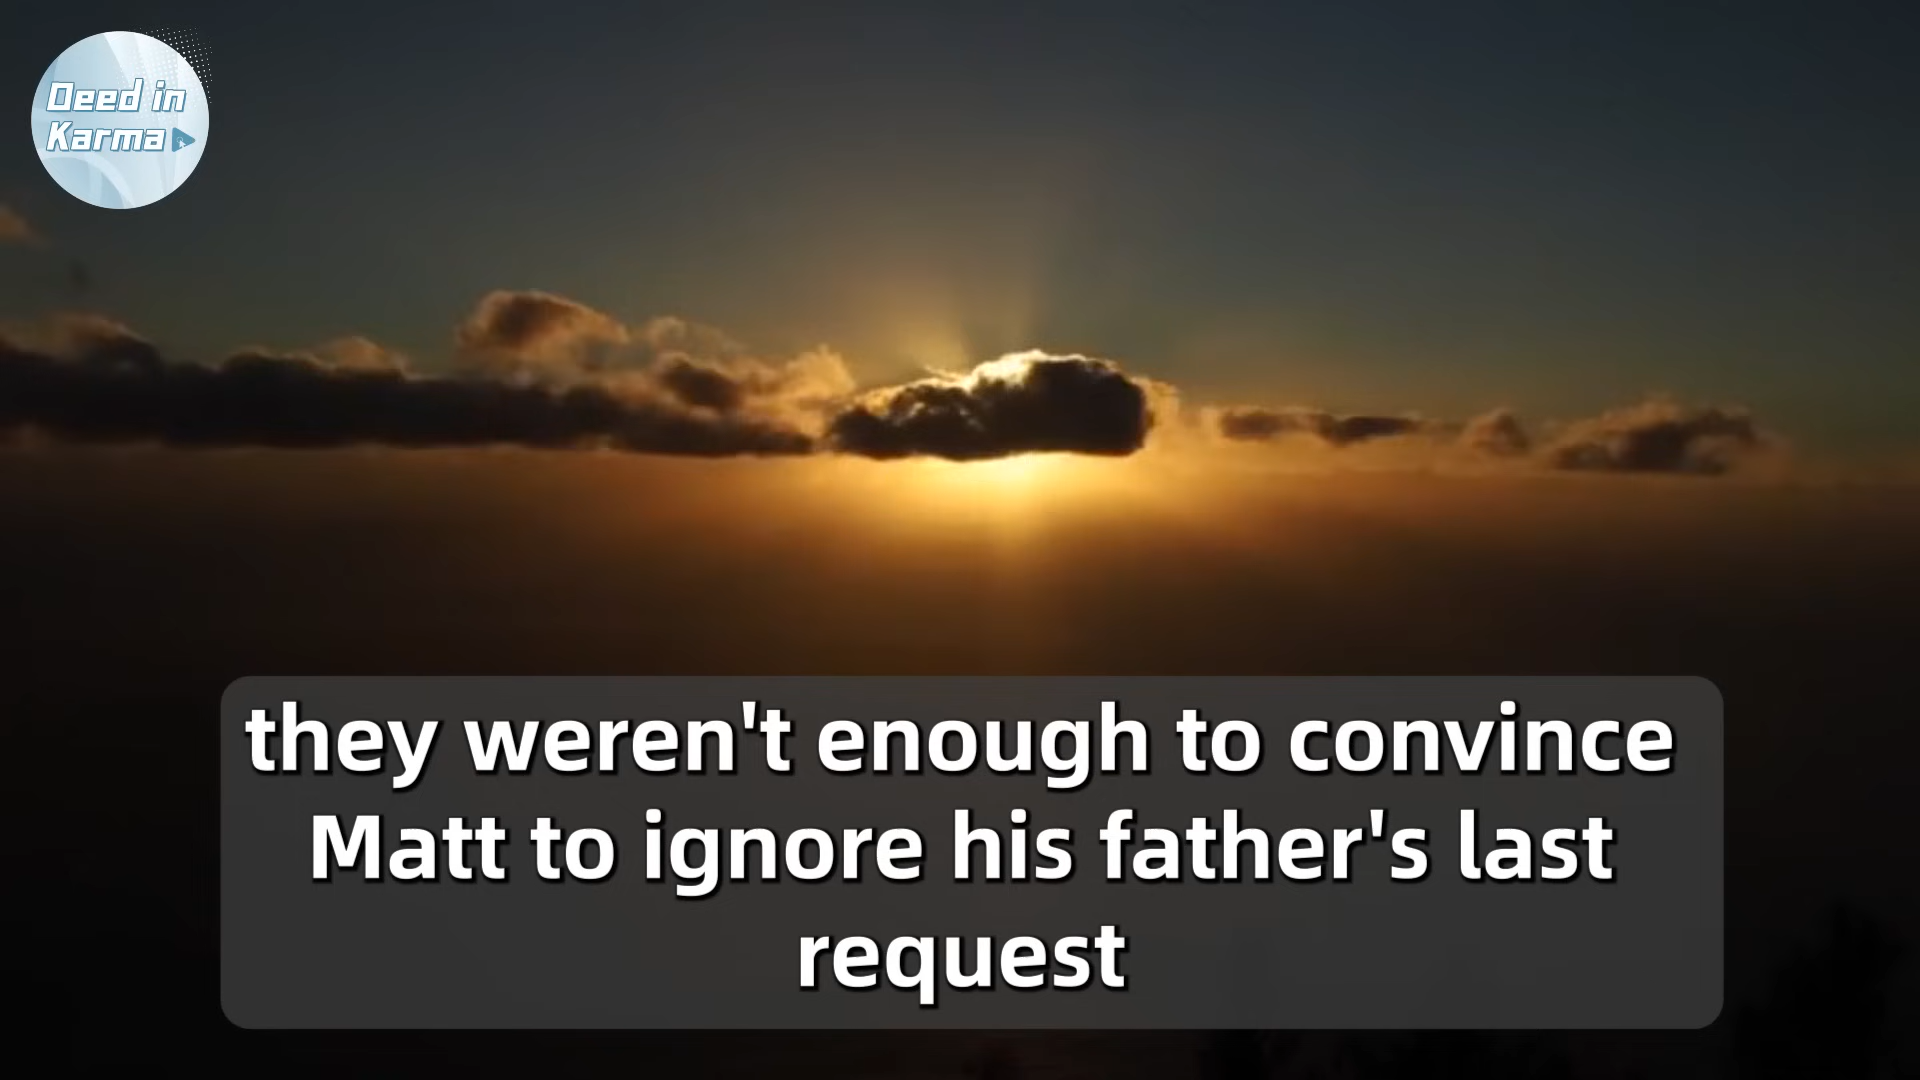 Deed in
Karma
they weren't enough to convince
Matt to ignore his father's last
request